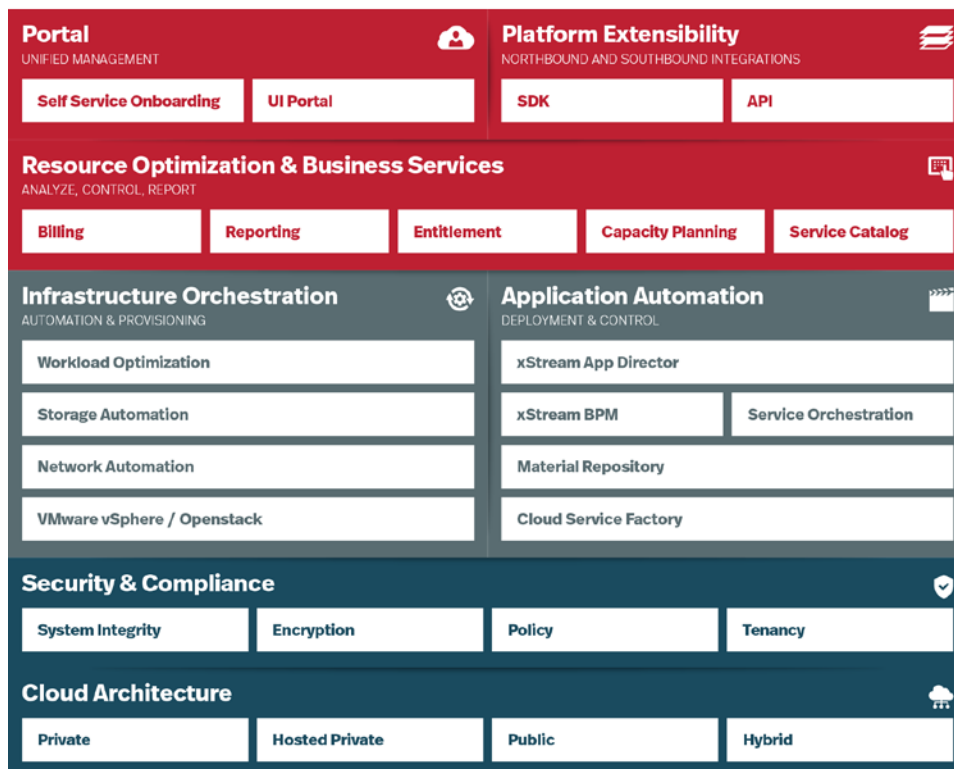 Portal
UNIFIED MANAGEMENT
Self Service Onboarding
UI Portal
Platform Extensibility
NORTHBOUND AND SOUTHBOUND INTEGRATIONS
SDK
API
Resource Optimization & Business Services
ANALYZE, CONTROL, REPORT
Billing
Reporting
Entitlement
Capacity Planning
Service Catalog
Infrastructure Orchestration
AUTOMATION & PROVISIONING
Workload Optimization
Storage Automation
Network Automation
VMware vSphere / Openstack
Application Automation
DEPLOYMENT & CONTROL
xStream App Director
xStream BPM
Service Orchestration
Material Repository
Cloud Service Factory
Security & Compliance
System Integrity
Encryption
Policy
Tenancy
Cloud Architecture
Private
Hosted Private
Public
Hybrid